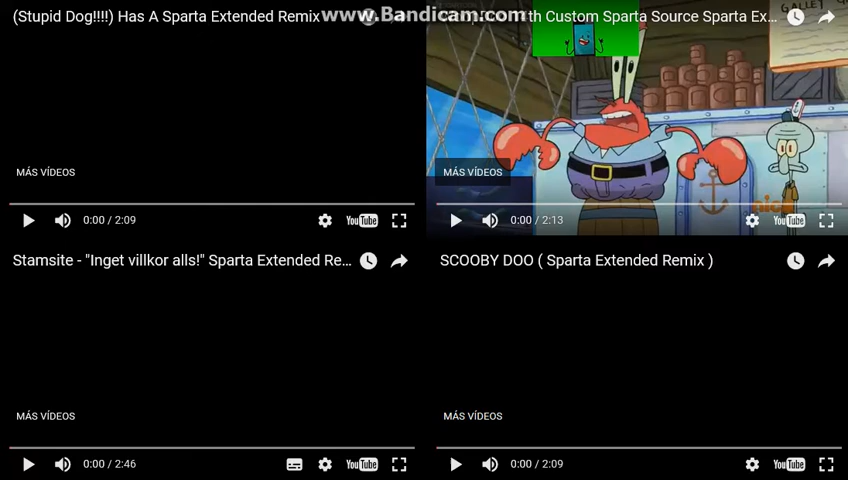 (Stupid Dog!!!!) Has A Sparta Extended Remix
www.Bandicam.com
th Custom Sparta Source Sparta Ex...
GALLEY
MÁS VÍDEOS
MÁS VÍDEOS
nick
0:00 / 2:09
YouTube
0:00 / 2:13
YouTube
Stamsite - "Inget villkor alls!" Sparta Extended Re...
SCOOBY DOO ( Sparta Extended Remix )
MÁS VÍDEOS
MÁS VÍDEOS
0:00 / 2:46
YouTube
0:00 / 2:09
YouTube